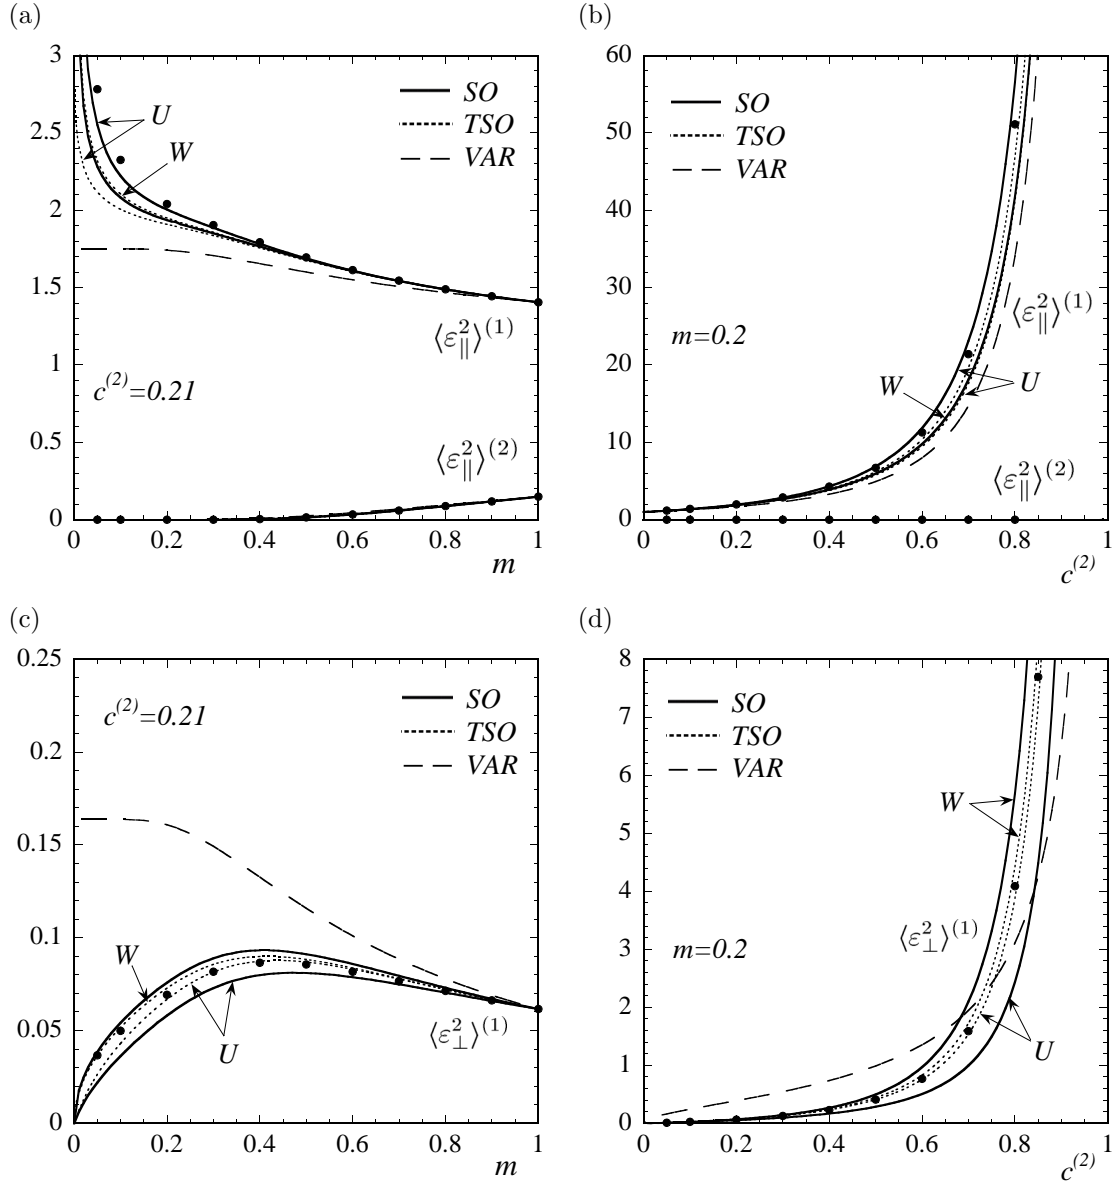 (a)
3
2.5
2
1.5
1
0.5
0
0
0.2
0.4
0.6
0.8
1
m
SO
TSO
VAR
U
W
⟨ε²∥⟩⁽¹⁾
c⁽²⁾=0.21
⟨ε²∥⟩⁽²⁾
(b)
60
50
40
30
20
10
0
0
0.2
0.4
0.6
0.8
1
c⁽²⁾
SO
TSO
VAR
m=0.2
⟨ε²∥⟩⁽¹⁾
W
U
⟨ε²∥⟩⁽²⁾
(c)
0.25
0.2
0.15
0.1
0.05
0
0
0.2
0.4
0.6
0.8
1
m
c⁽²⁾=0.21
SO
TSO
VAR
W
U
⟨ε²⊥⟩⁽¹⁾
(d)
8
7
6
5
4
3
2
1
0
0
0.2
0.4
0.6
0.8
1
c⁽²⁾
SO
TSO
VAR
W
⟨ε²⊥⟩⁽¹⁾
m=0.2
U